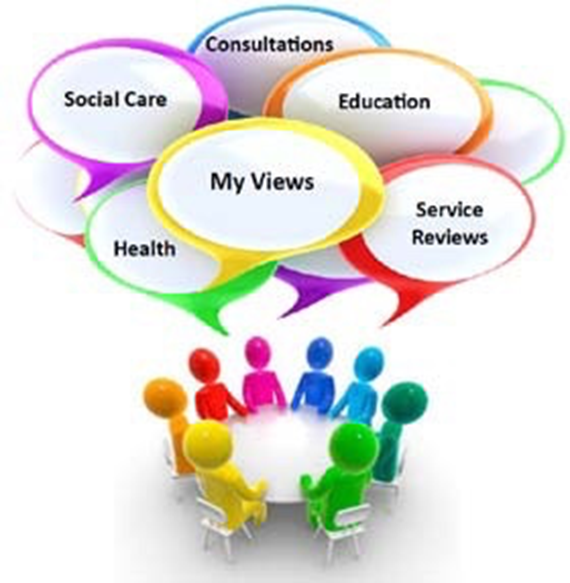 Consultations
Social Care
Education
My Views
Service
Reviews
Health